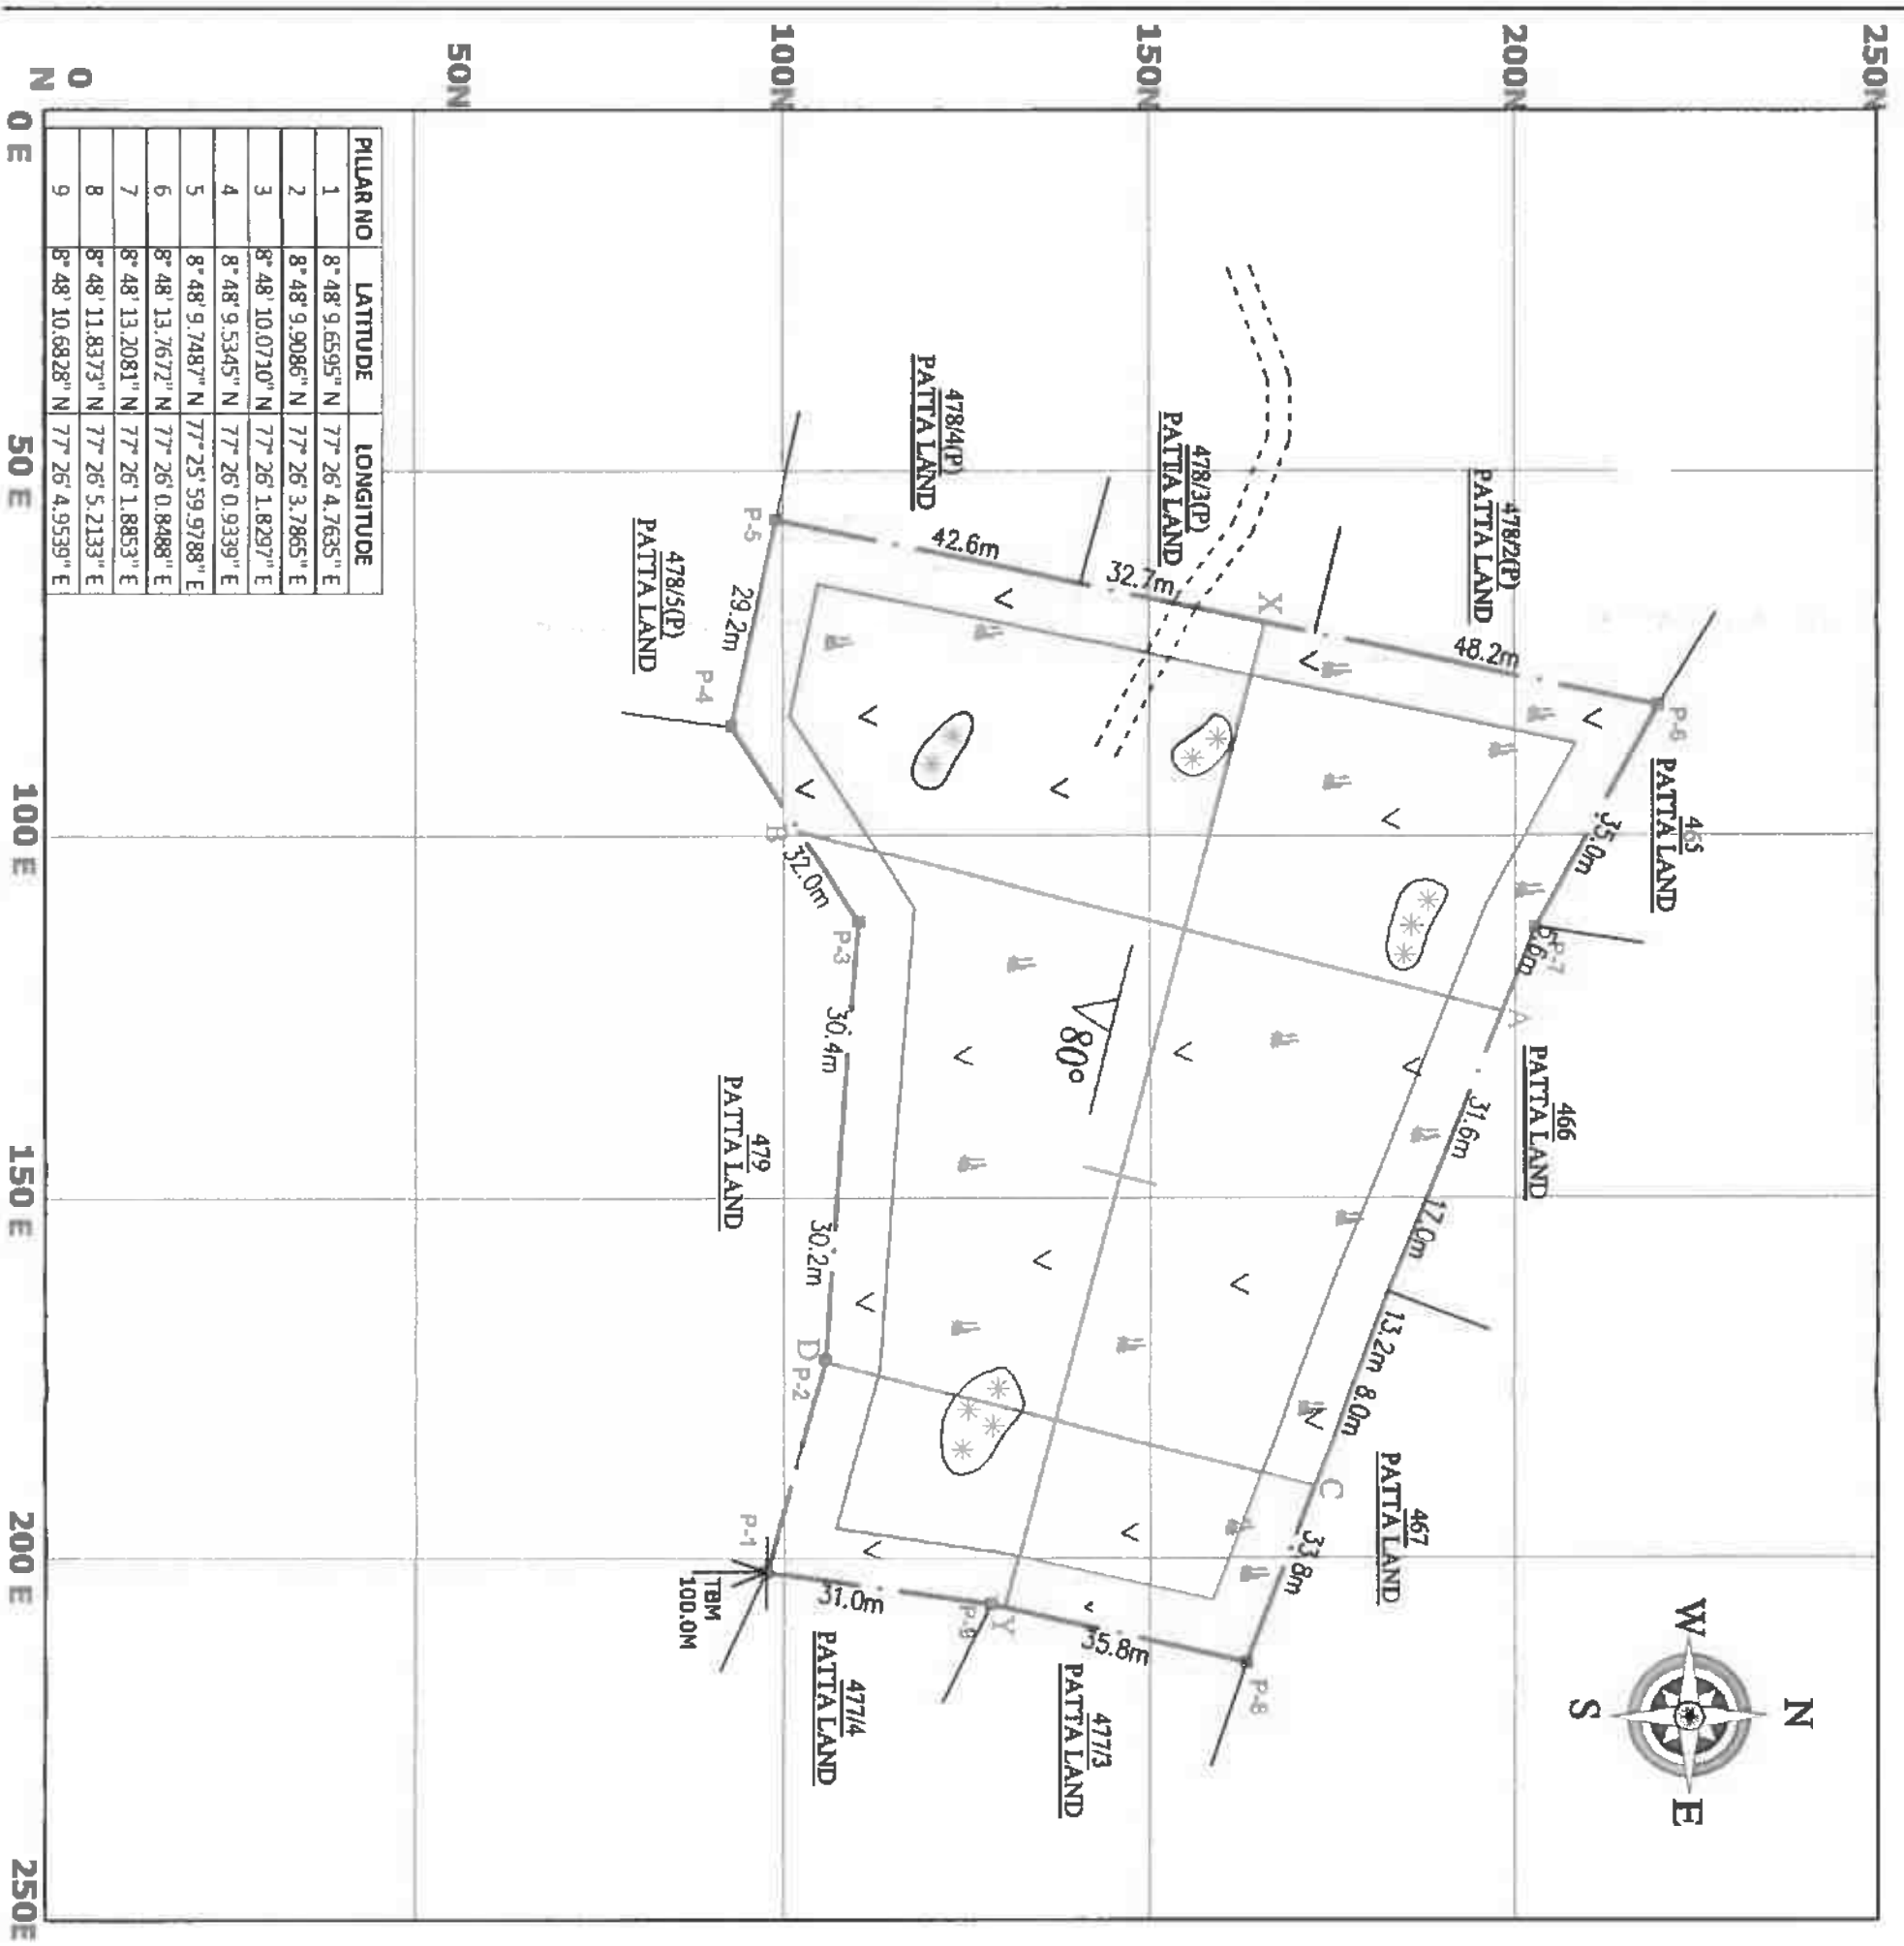 250N
200N
150N
100N
50N
0
N
0 E
50 E
100 E
150 E
200 E
250E
N
W
E
S
465
PATTA LAND
466
PATTA LAND
467
PATTA LAND
478/2(P)
PATTA LAND
478/3(P)
PATTA LAND
478/4(P)
PATTA LAND
478/5(P)
PATTA LAND
479
PATTA LAND
477/3
PATTA LAND
477/4
PATTA LAND
P-6
35.0m
P-7
A
31.6m
17.0m
13.2m
8.0m
C
33.8m
P-8
48.2m
X
32.7m
42.6m
P-5
29.2m
P-4
B
32.0m
P-3
30.4m
30.2m
D
P-2
P-1
31.0m
Y
35.8m
80°
TBM
100.0M
PILLAR NO LATITUDE LONGITUDE
1 8° 48' 9.6595" N 77° 26' 4.7635" E
2 8° 48' 9.9086" N 77° 26' 3.7865" E
3 8° 48' 10.0710" N 77° 26' 1.8297" E
4 8° 48' 9.5345" N 77° 26' 0.9339" E
5 8° 48' 9.7487" N 77° 25' 59.9788" E
6 8° 48' 13.7672" N 77° 26' 0.8488" E
7 8° 48' 13.2081" N 77° 26' 1.8853" E
8 8° 48' 11.8373" N 77° 26' 5.2133" E
9 8° 48' 10.6828" N 77° 26' 4.9539" E